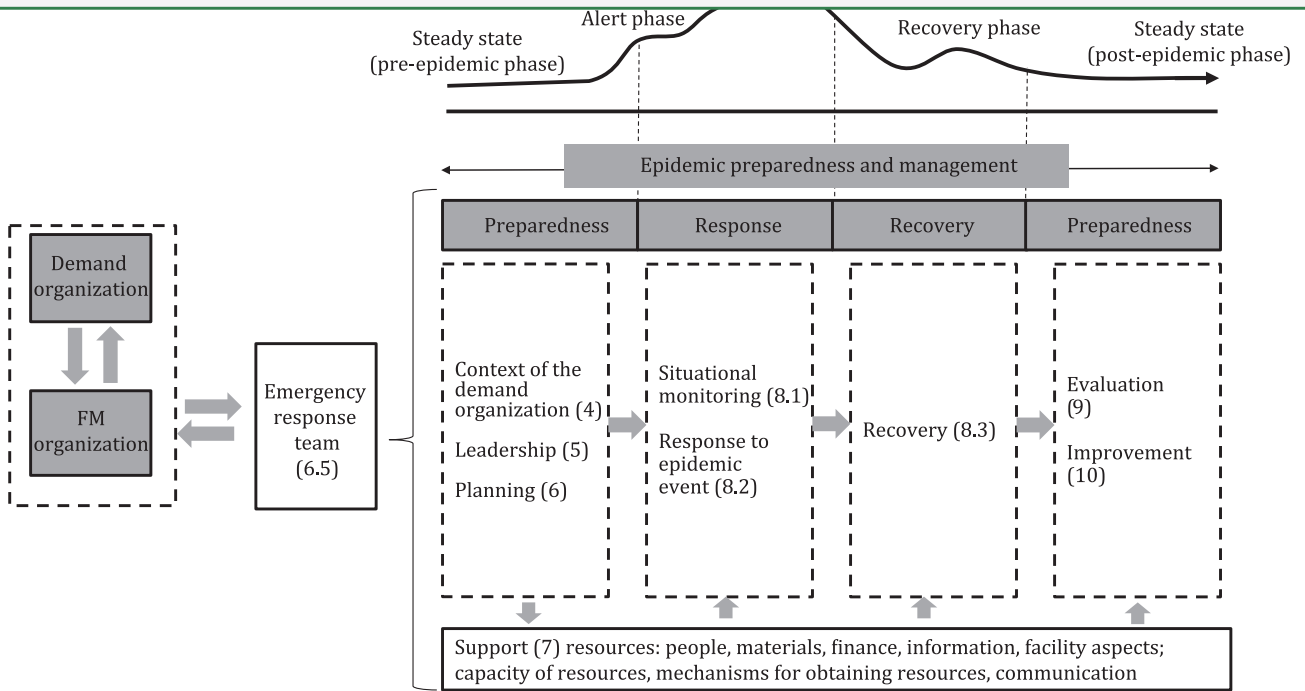 Alert phase
Steady state
(pre-epidemic phase)
Recovery phase
Steady state
(post-epidemic phase)
Epidemic preparedness and management
Preparedness
Response
Recovery
Preparedness
Demand
organization
FM
organization
Emergency
response
team
(6.5)
Context of the
demand
organization (4)
Leadership (5)
Planning (6)
Situational
monitoring (8.1)
Response to
epidemic
event (8.2)
Recovery (8.3)
Evaluation
(9)
Improvement
(10)
Support (7) resources: people, materials, finance, information, facility aspects;
capacity of resources, mechanisms for obtaining resources, communication